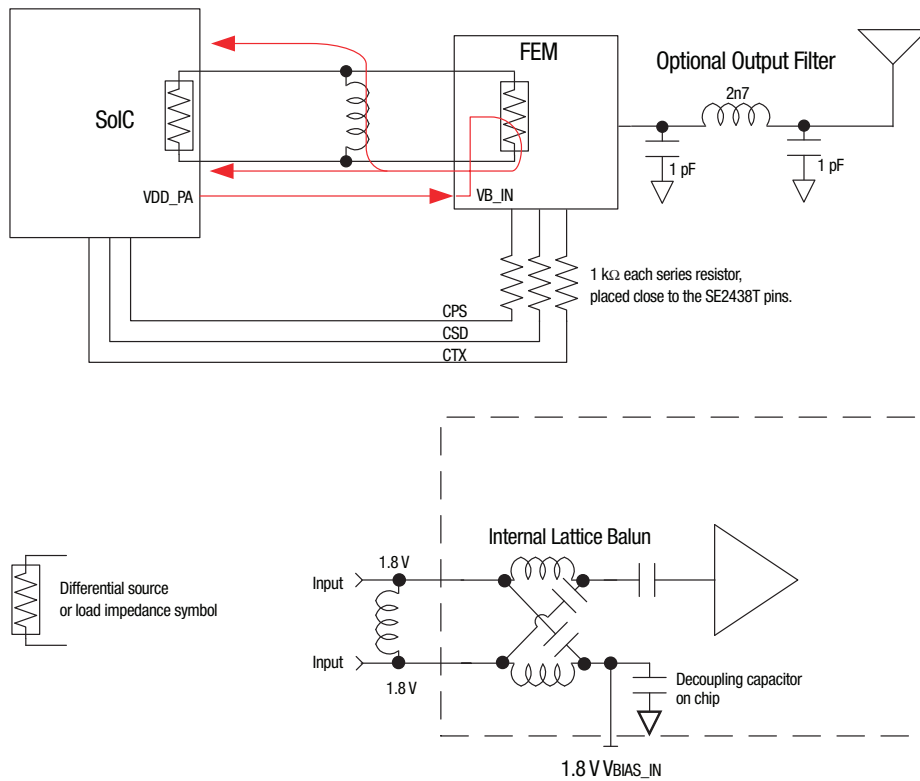 FEM
Optional Output Filter
2n7
SoIC
1 pF
1 pF
VDD_PA
VB_IN
1 kΩ each series resistor,
placed close to the SE2438T pins.
CPS
CSD
CTX
Internal Lattice Balun
1.8 V
Differential source
or load impedance symbol
Input
Input
1.8 V
Decoupling capacitor
on chip
1.8 V VBIAS_IN